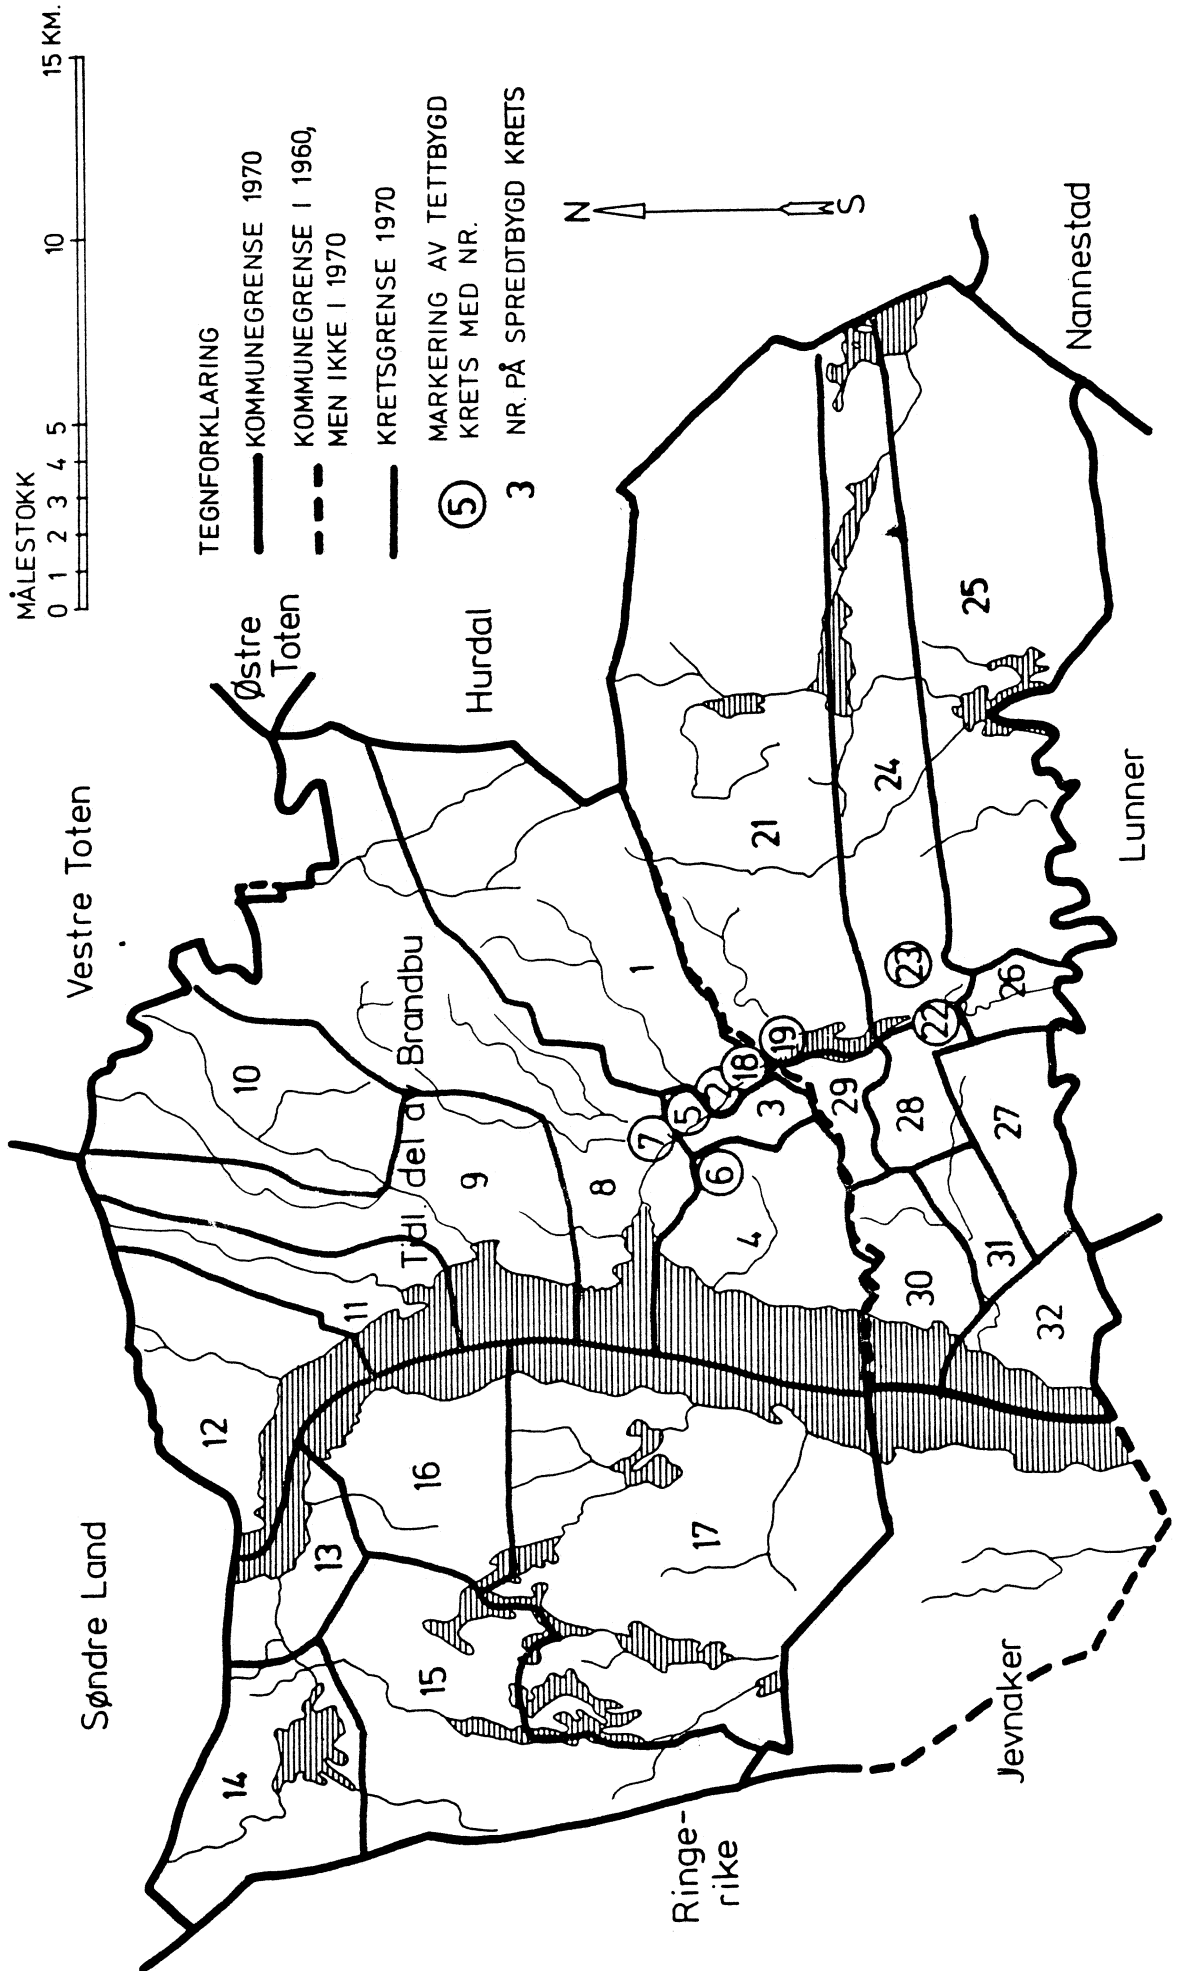 MÅLESTOKK
0 1 2 3 4 5 10 15 KM.
TEGNFORKLARING
KOMMUNEGRENSE 1970
KOMMUNEGRENSE I 1960,
MEN IKKE I 1970
KRETSGRENSE 1970
MARKERING AV TETTBYGD
KRETS MED NR.
5
NR. PÅ SPREDTBYGD KRETS
3
N
S
Søndre Land
Vestre Toten
Østre
Toten
Hurdal
Nannestad
Lunner
Jevnaker
Ringe-
rike
Tidl. del av Brandbu
14
12
10
11
13
15
16
9
8
1
7
5
2
18
19
6
4
3
17
21
24
23
22
25
26
29
28
27
30
31
32